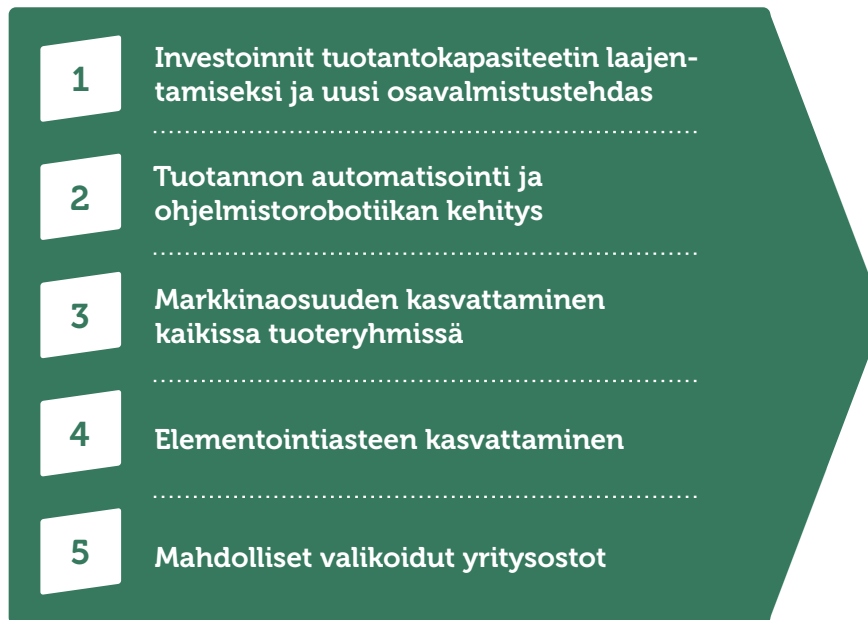 1
Investoinnit tuotantokapasiteetin laajen-
tamiseksi ja uusi osavalmistustehdas
2
Tuotannon automatisointi ja
ohjelmistorobotiikan kehitys
3
Markkinaosuuden kasvattaminen
kaikissa tuoteryhmissä
4
Elementointiasteen kasvattaminen
5
Mahdolliset valikoidut yritysostot